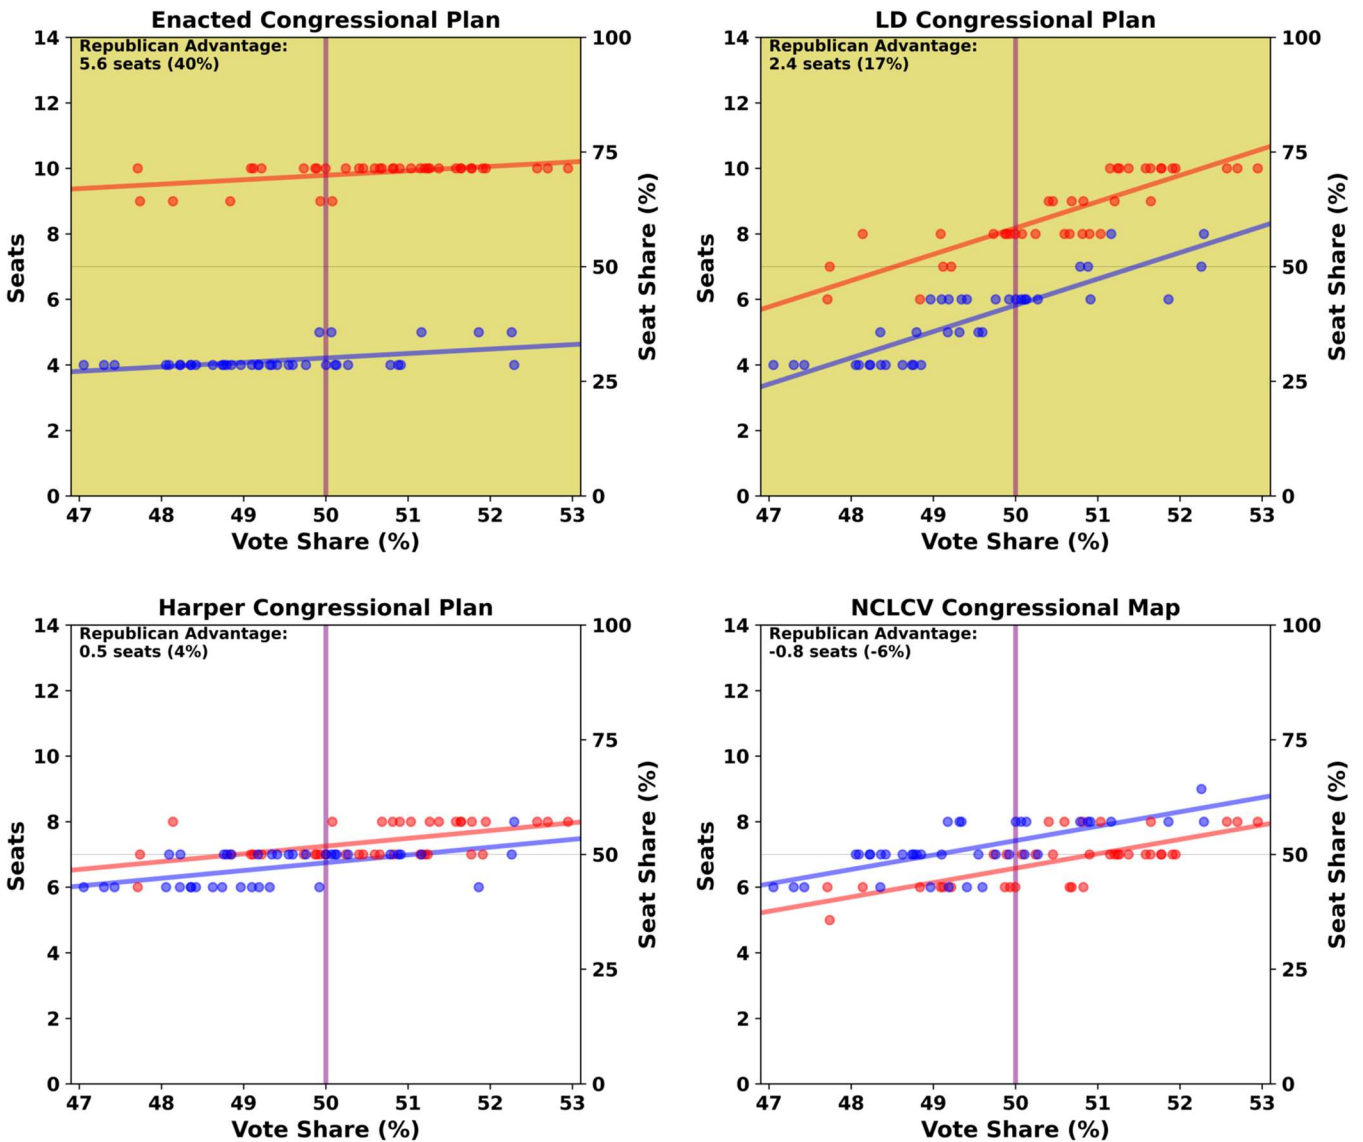 Enacted Congressional Plan
Republican Advantage:
5.6 seats (40%)
14
12
10
8
6
4
2
0
Seats
100
75
50
25
0
Seat Share (%)
47 48 49 50 51 52 53
Vote Share (%)
LD Congressional Plan
Republican Advantage:
2.4 seats (17%)
14
12
10
8
6
4
2
0
Seats
100
75
50
25
0
Seat Share (%)
47 48 49 50 51 52 53
Vote Share (%)
Harper Congressional Plan
Republican Advantage:
0.5 seats (4%)
14
12
10
8
6
4
2
0
Seats
100
75
50
25
0
Seat Share (%)
47 48 49 50 51 52 53
Vote Share (%)
NCLCV Congressional Map
Republican Advantage:
-0.8 seats (-6%)
14
12
10
8
6
4
2
0
Seats
100
75
50
25
0
Seat Share (%)
47 48 49 50 51 52 53
Vote Share (%)